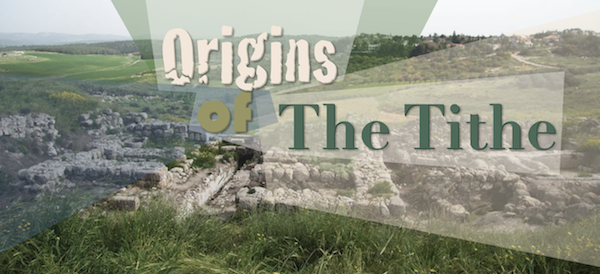 Origins
of
The Tithe